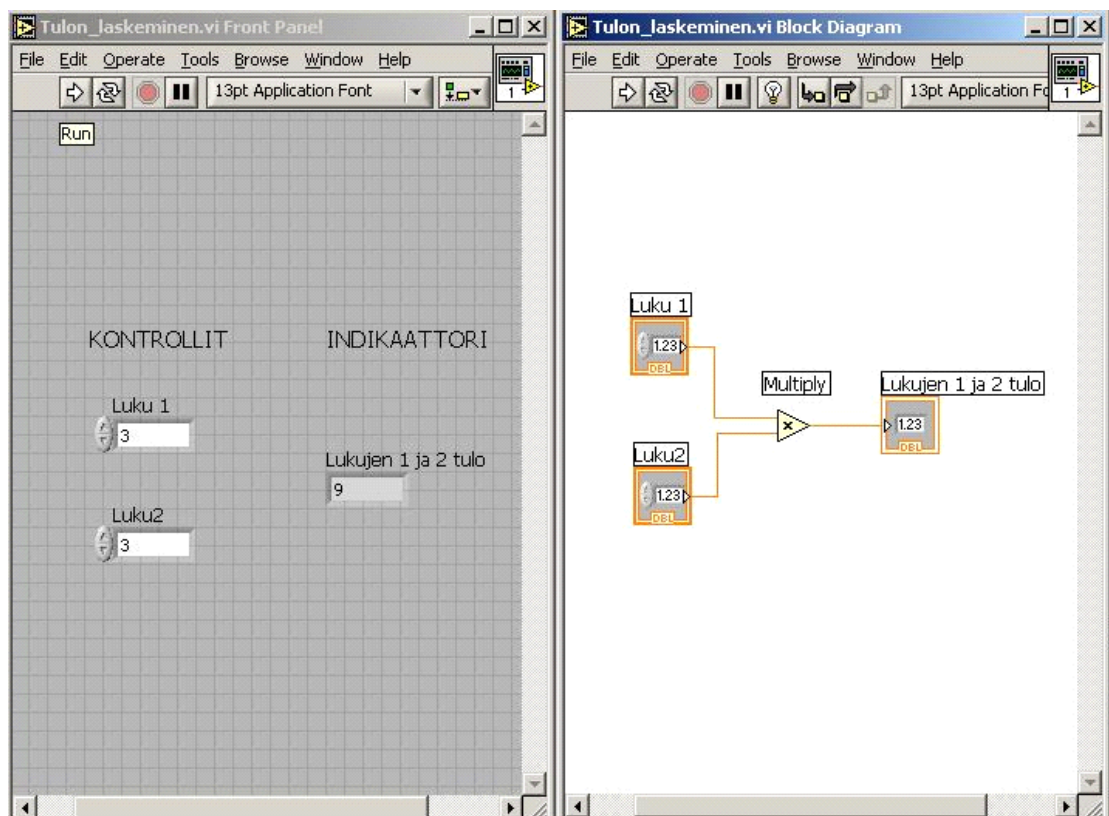 Tulon_laskeminen.vi Front Panel
File Edit Operate Tools Browse Window Help
13pt Application Font
1
Run
KONTROLLIT
INDIKAATTORI
Luku 1
3
Lukujen 1 ja 2 tulo
9
Luku2
3
Tulon_laskeminen.vi Block Diagram
File Edit Operate Tools Browse Window Help
13pt Application Fo
1
Luku 1
1.23
DBL
Multiply
Lukujen 1 ja 2 tulo
1.23
DBL
Luku2
1.23
DBL